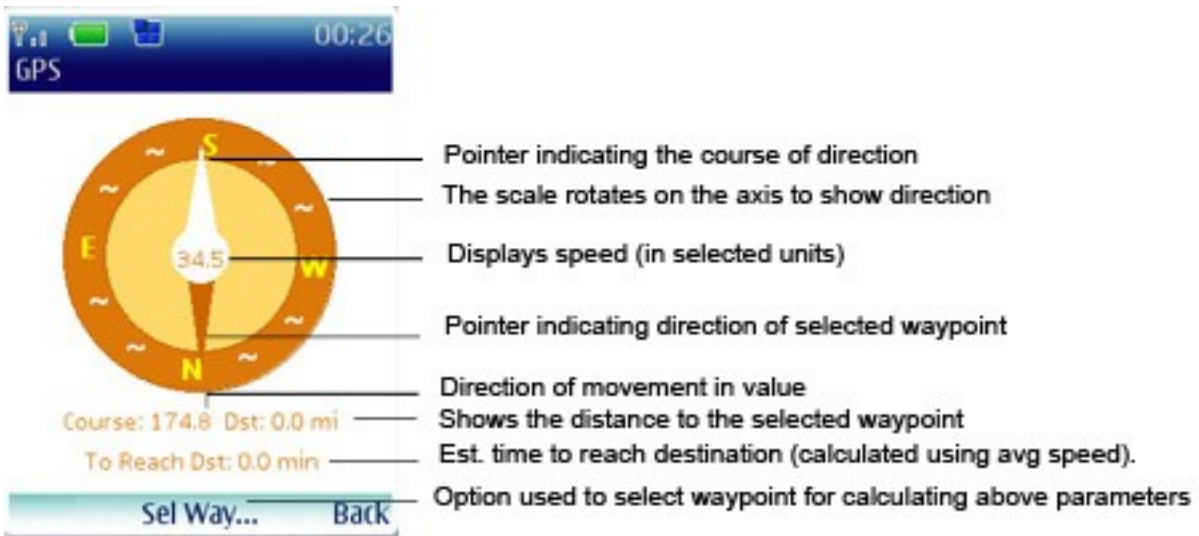 00:26
GPS
S
Pointer indicating the course of direction
The scale rotates on the axis to show direction
E
34.5
W
Displays speed (in selected units)
Pointer indicating direction of selected waypoint
N
Direction of movement in value
Course: 174.8 Dst: 0.0 mi
Shows the distance to the selected waypoint
To Reach Dst: 0.0 min
Est. time to reach destination (calculated using avg speed).
Sel Way... Back
Option used to select waypoint for calculating above parameters